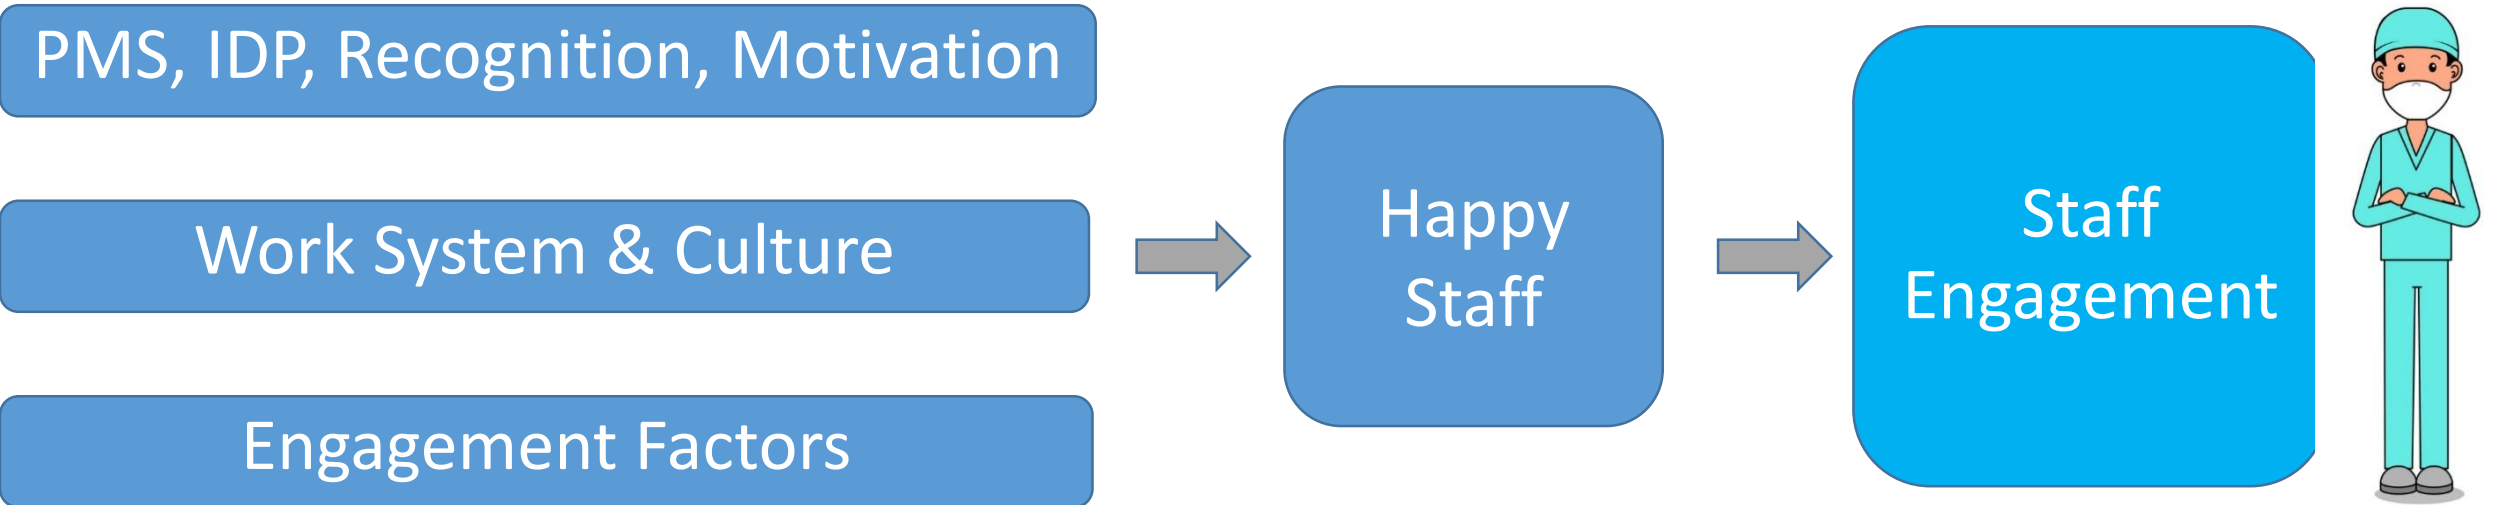 PMS, IDP, Recognition, Motivation
Work System & Culture
Engagement Factors
Happy
Staff
Staff
Engagement